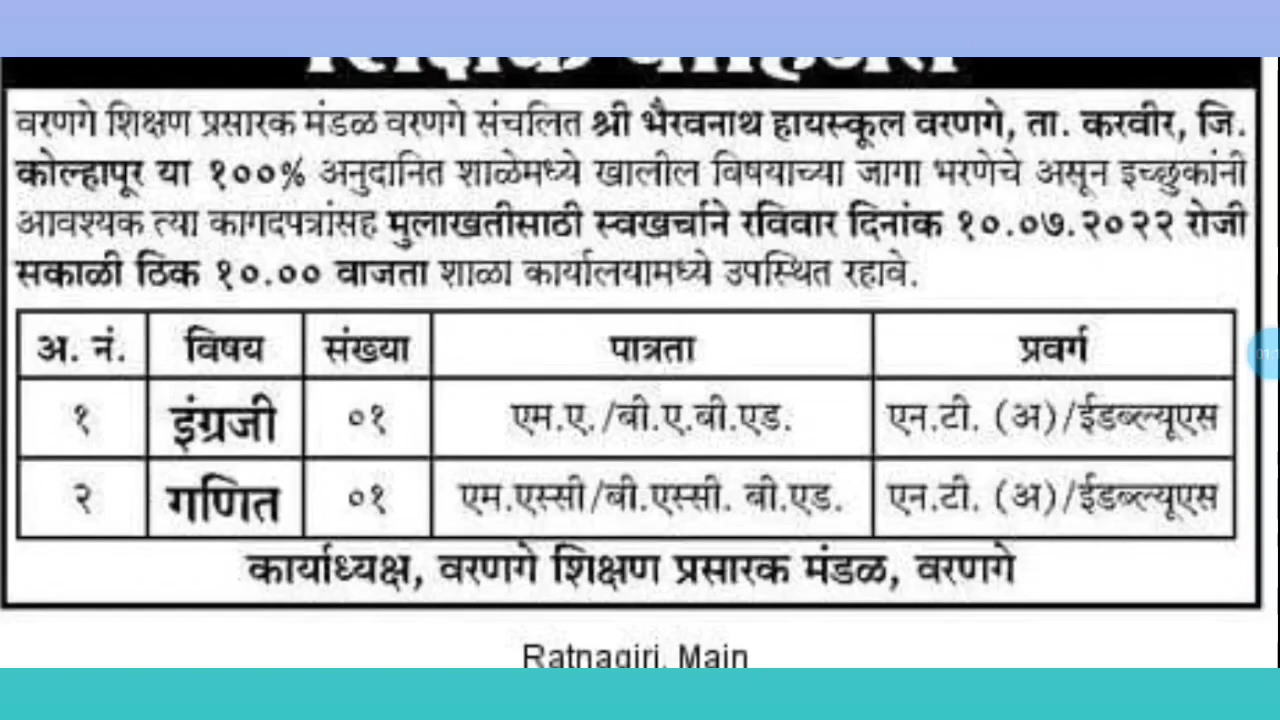 वरणगे शिक्षण प्रसारक मंडळ वरणगे संचलित श्री भैरवनाथ हायस्कूल वरणगे, ता. करवीर, जि.
कोल्हापूर या १००% अनुदानित शाळेमध्ये खालील विषयाच्या जागा भरणेचे असून इच्छुकांनी
आवश्यक त्या कागदपत्रांसह मुलाखतीसाठी स्वखर्चाने रविवार दिनांक १०.०७.२०२२ रोजी
सकाळी ठिक १०.०० वाजता शाळा कार्यालयामध्ये उपस्थित रहावे.
अ. नं. विषय संख्या पात्रता प्रवर्ग
१ इंग्रजी ०१ एम.ए./बी.ए.बी.एड. एन.टी. (अ)/ईडब्ल्यूएस
२ गणित ०१ एम.एस्सी/बी.एस्सी. बी.एड. एन.टी. (अ)/ईडब्ल्यूएस
कार्याध्यक्ष, वरणगे शिक्षण प्रसारक मंडळ, वरणगे
Ratnagiri, Main